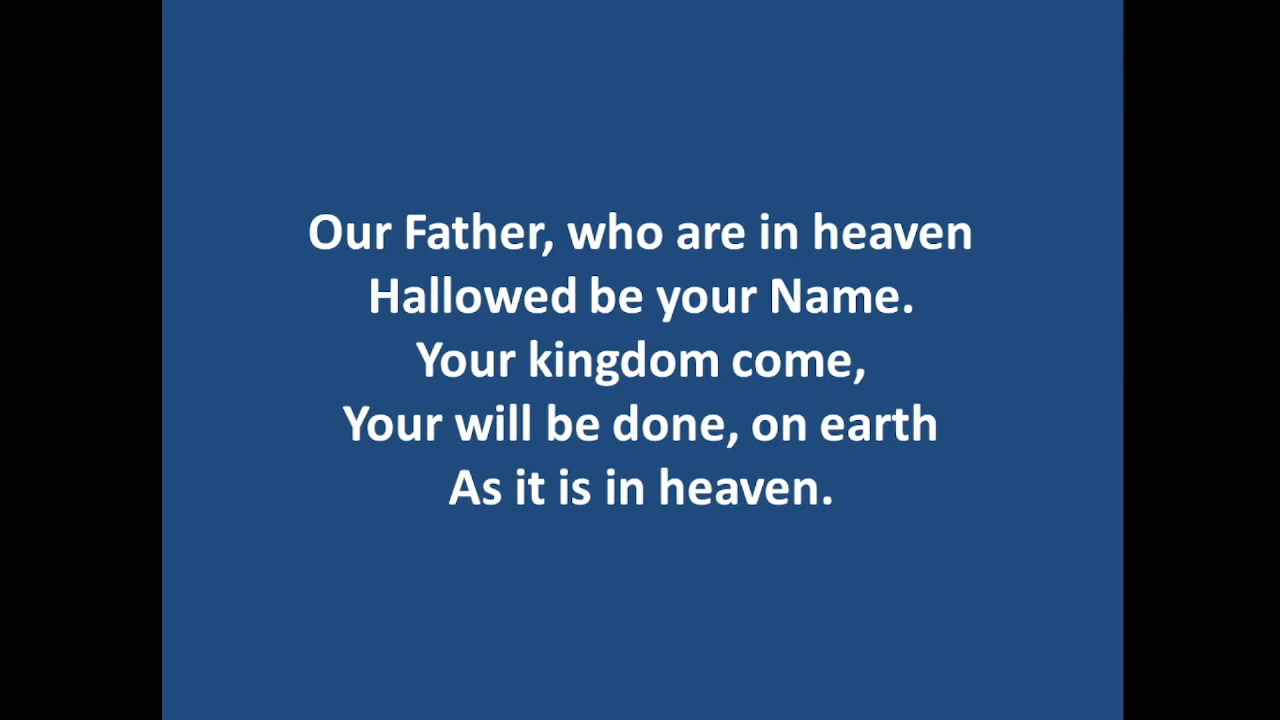 Our Father, who are in heaven
Hallowed be your Name.
Your kingdom come,
Your will be done, on earth
As it is in heaven.